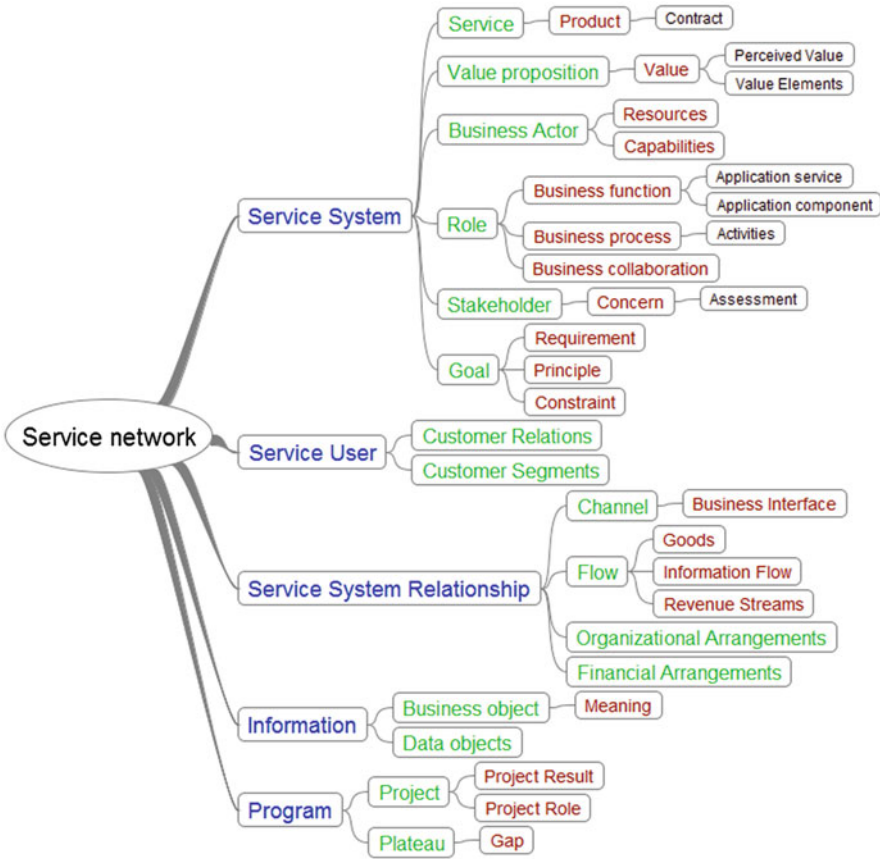 Service network
Service System
Service
Product
Contract
Value proposition
Value
Perceived Value
Value Elements
Business Actor
Resources
Capabilities
Role
Business function
Application service
Application component
Business process
Activities
Business collaboration
Stakeholder
Concern
Assessment
Goal
Requirement
Principle
Constraint
Service User
Customer Relations
Customer Segments
Service System Relationship
Channel
Business Interface
Flow
Goods
Information Flow
Revenue Streams
Organizational Arrangements
Financial Arrangements
Information
Business object
Meaning
Data objects
Program
Project
Project Result
Project Role
Plateau
Gap